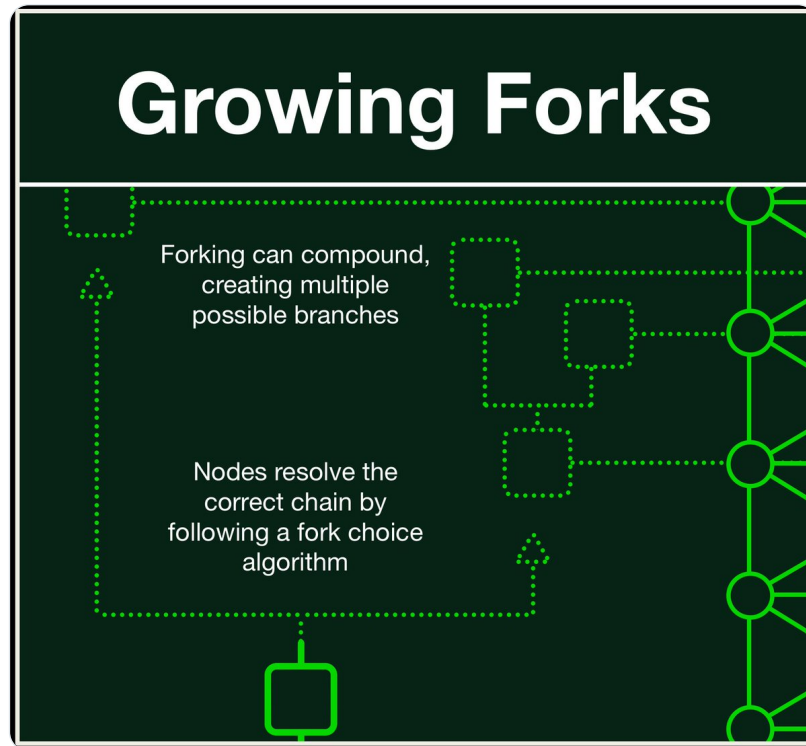 Growing Forks
Forking can compound,
creating multiple
possible branches
Nodes resolve the
correct chain by
following a fork choice
algorithm